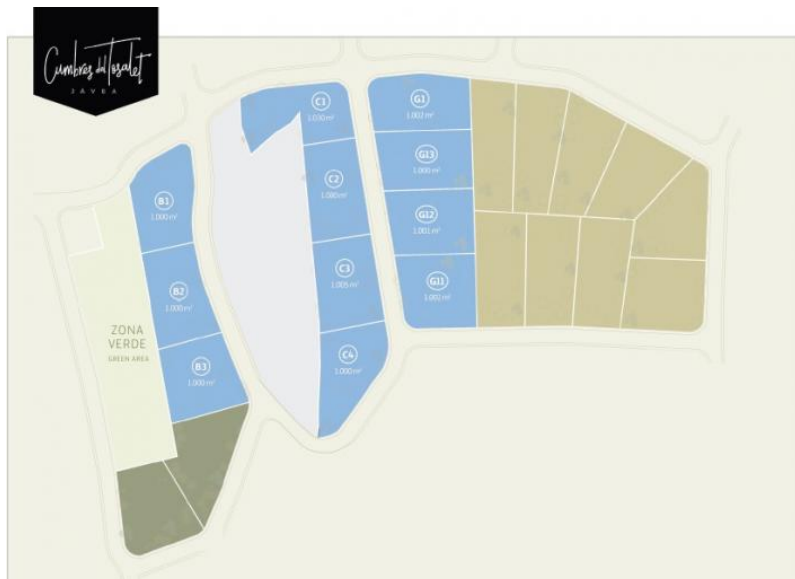 Cumbres del Tosalet
JÁVEA
C1
1.030 m²
G1
1.002 m²
G13
1.000 m²
C2
1.080 m²
B1
1.000 m²
G12
1.001 m²
C3
1.005 m²
G11
1.001 m²
B2
1.000 m²
ZONA
VERDE
GREEN AREA
C4
1.000 m²
B3
1.000 m²